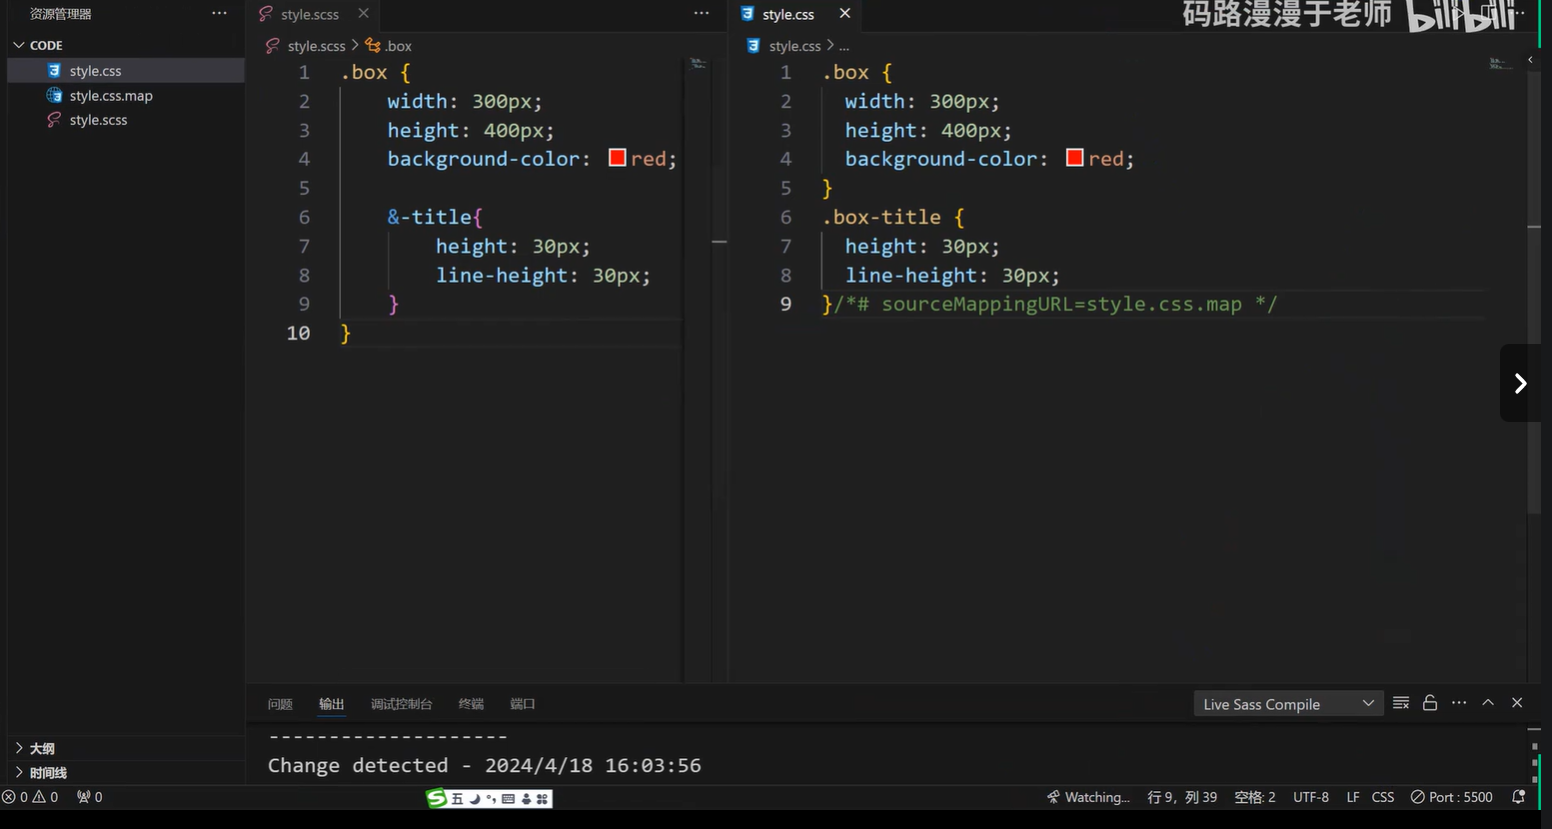 资源管理器
CODE
style.css
style.css.map
style.scss
大纲
时间线
style.scss
style.scss > .box
1 .box {
2 width: 300px;
3 height: 400px;
4 background-color: red;
5
6 &-title{
7 height: 30px;
8 line-height: 30px;
9 }
10 }
style.css
码路漫漫于老师 bilibili
style.css > ...
1 .box {
2 width: 300px;
3 height: 400px;
4 background-color: red;
5 }
6 .box-title {
7 height: 30px;
8 line-height: 30px;
9 }/*# sourceMappingURL=style.css.map */
问题 输出 调试控制台 终端 端口 Live Sass Compile
--------------------
Change detected - 2024/4/18 16:03:56
0 0 0 五 Watching... 行 9，列 39 空格: 2 UTF-8 LF CSS Port : 5500